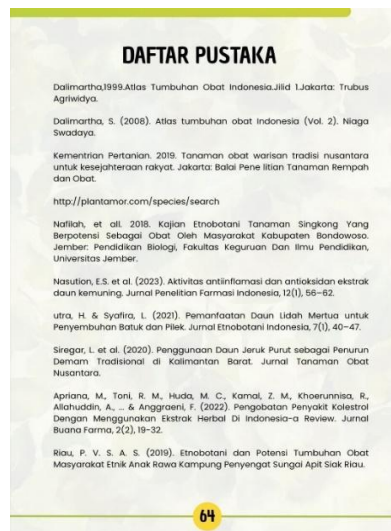 DAFTAR PUSTAKA
Dalimartha,1999.Atlas Tumbuhan Obat Indonesia.Jilid 1.Jakarta: Trubus
Agriwidya.
Dalimartha, S. (2008). Atlas tumbuhan obat Indonesia (Vol. 2). Niaga
Swadaya.
Kementrian Pertanian. 2019. Tanaman obat warisan tradisi nusantara
untuk kesejahteraan rakyat. Jakarta: Balai Pene litian Tanaman Rempah
dan Obat.
http://plantamor.com/species/search
Nafilah, et all. 2018. Kajian Etnobotani Tanaman Singkong Yang
Berpotensi Sebagai Obat Oleh Masyarakat Kabupaten Bondowoso.
Jember: Pendidikan Biologi, Fakultas Keguruan Dan Ilmu Pendidikan,
Universitas Jember.
Nasution, E.S. et al. (2023). Aktivitas antiinflamasi dan antioksidan ekstrak
daun kemuning. Jurnal Penelitian Farmasi Indonesia, 12(1), 56–62.
utra, H. & Syafira, L. (2021). Pemanfaatan Daun Lidah Mertua untuk
Penyembuhan Batuk dan Pilek. Jurnal Etnobotani Indonesia, 7(1), 40–47.
Siregar, L. et al. (2020). Penggunaan Daun Jeruk Purut sebagai Penurun
Demam Tradisional di Kalimantan Barat. Jurnal Tanaman Obat
Nusantara.
Apriana, M., Toni, R. M., Huda, M. C., Kamal, Z. M., Khoerunnisa, R.,
Allahuddin, A., ... & Anggraeni, F. (2022). Pengobatan Penyakit Kolestrol
Dengan Menggunakan Ekstrak Herbal Di Indonesia-a Review. Jurnal
Buana Farma, 2(2), 19-32.
Riau, P. V. S. A. S. (2019). Etnobotani dan Potensi Tumbuhan Obat
Masyarakat Etnik Anak Rawa Kampung Penyengat Sungai Apit Siak Riau.
64